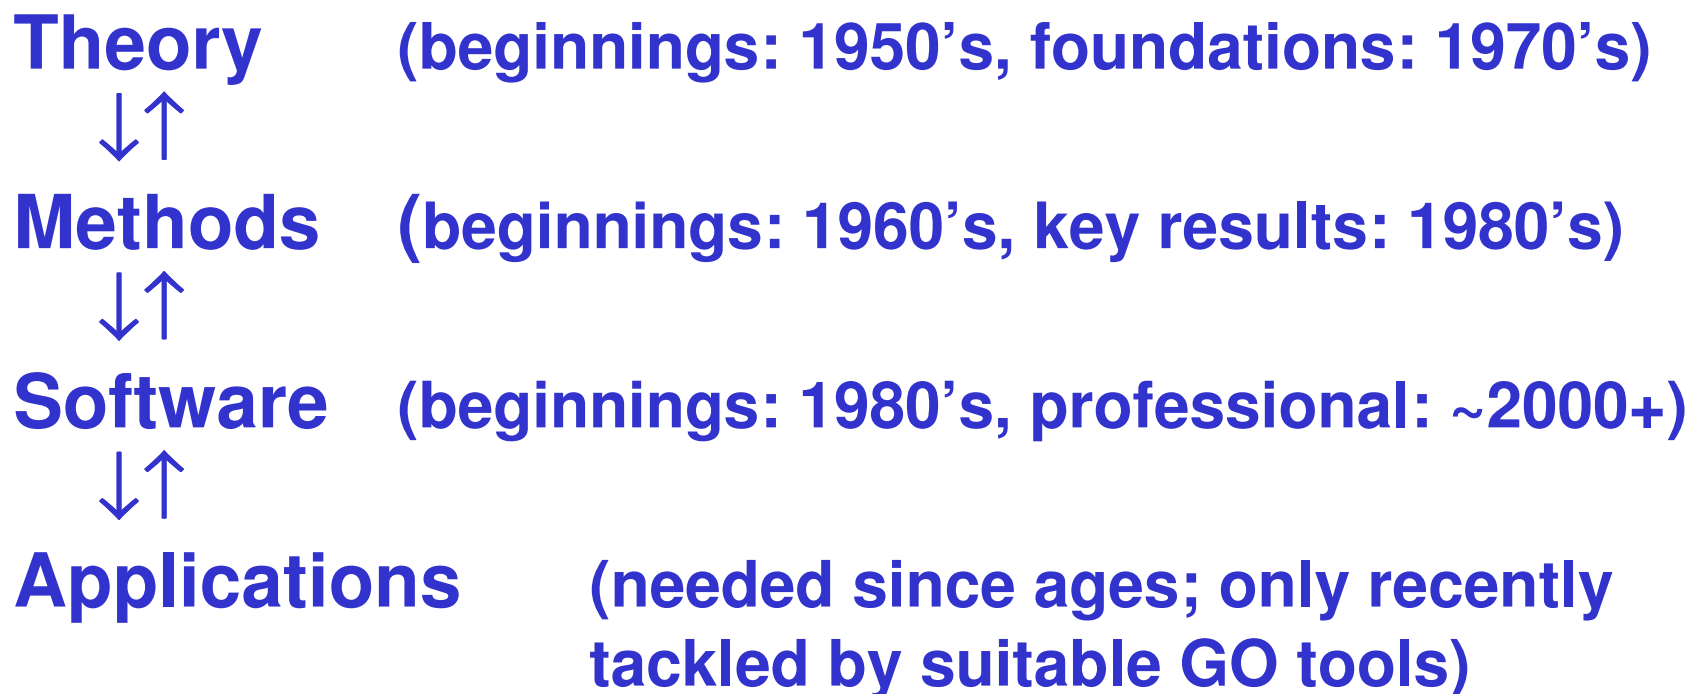 Theory (beginnings: 1950’s, foundations: 1970’s)
↓↑
Methods (beginnings: 1960’s, key results: 1980’s)
↓↑
Software (beginnings: 1980’s, professional: ~2000+)
↓↑
Applications (needed since ages; only recently
tackled by suitable GO tools)